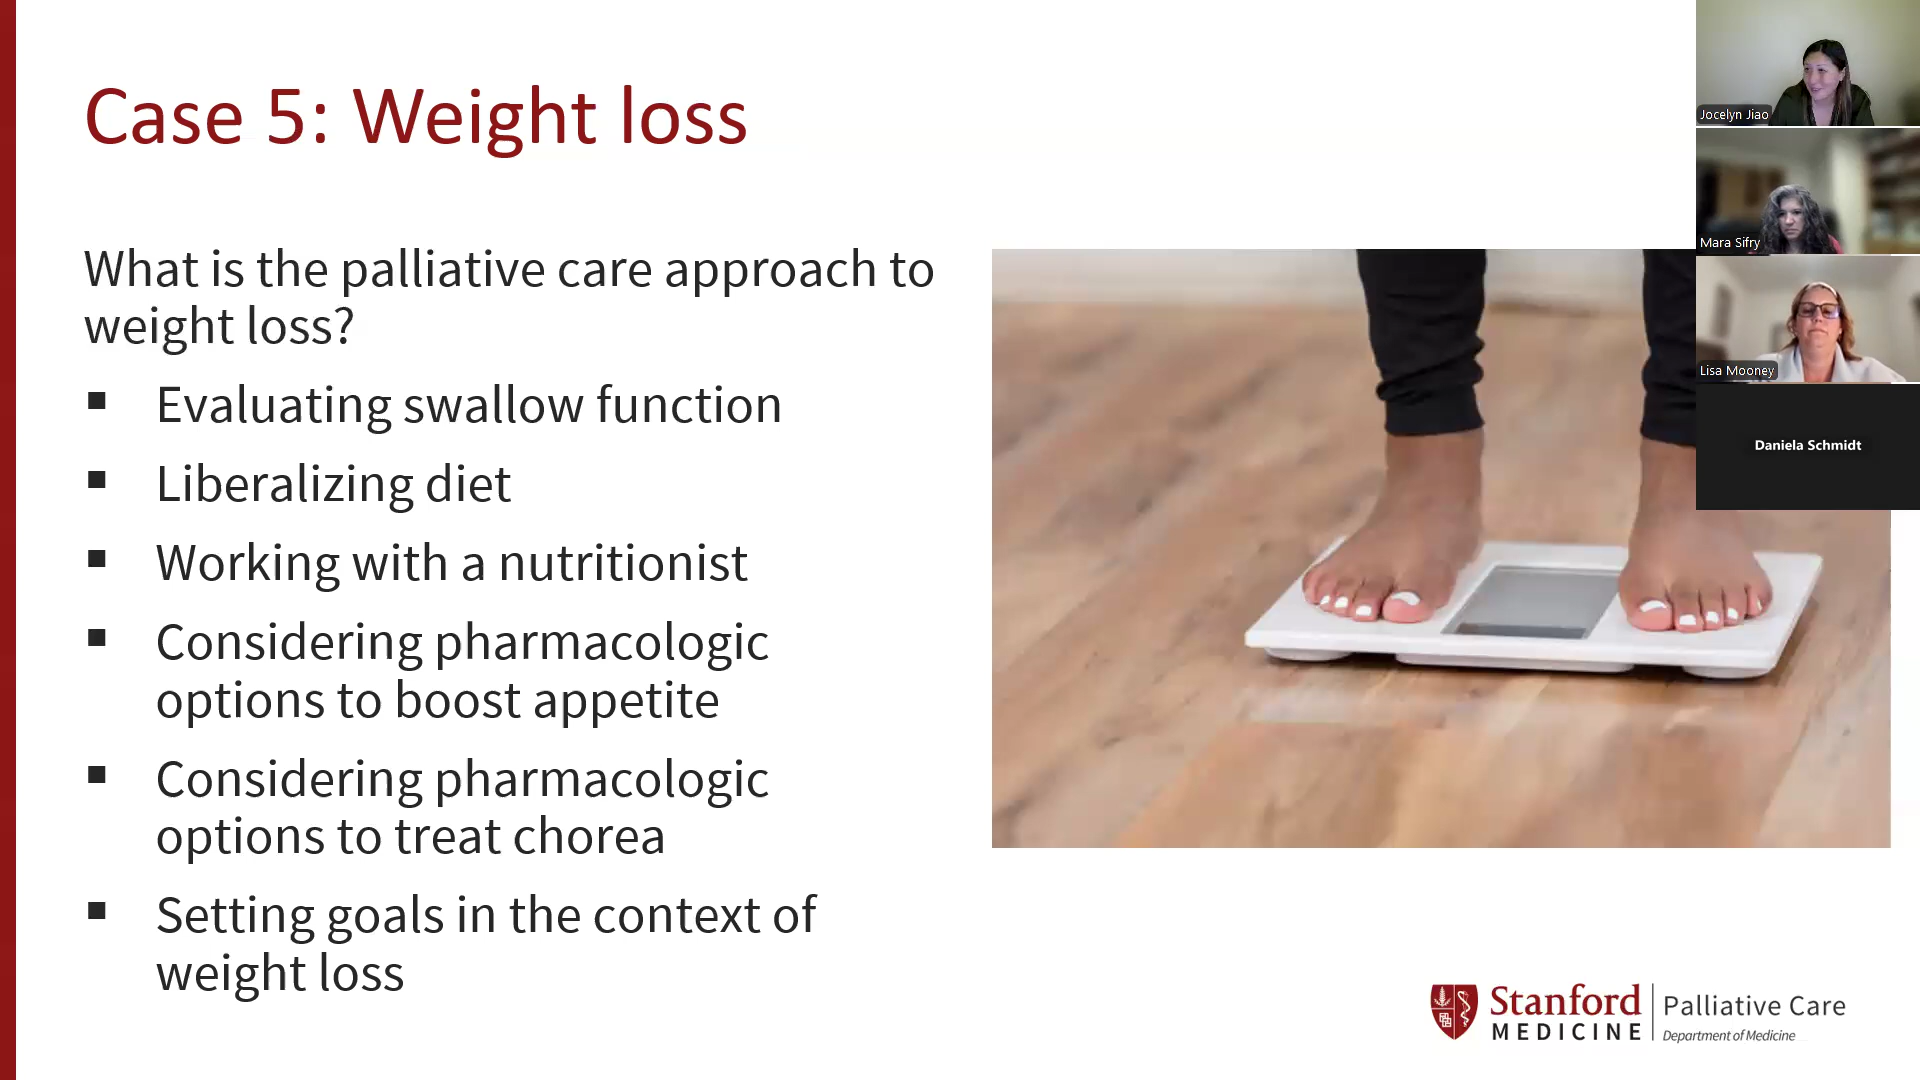 Case 5: Weight loss
What is the palliative care approach to
weight loss?
▪ Evaluating swallow function
▪ Liberalizing diet
▪ Working with a nutritionist
▪ Considering pharmacologic
options to boost appetite
▪ Considering pharmacologic
options to treat chorea
▪ Setting goals in the context of
weight loss
Jocelyn Jiao
Mara Sifry
Lisa Mooney
Daniela Schmidt
Stanford
MEDICINE
Palliative Care
Department of Medicine